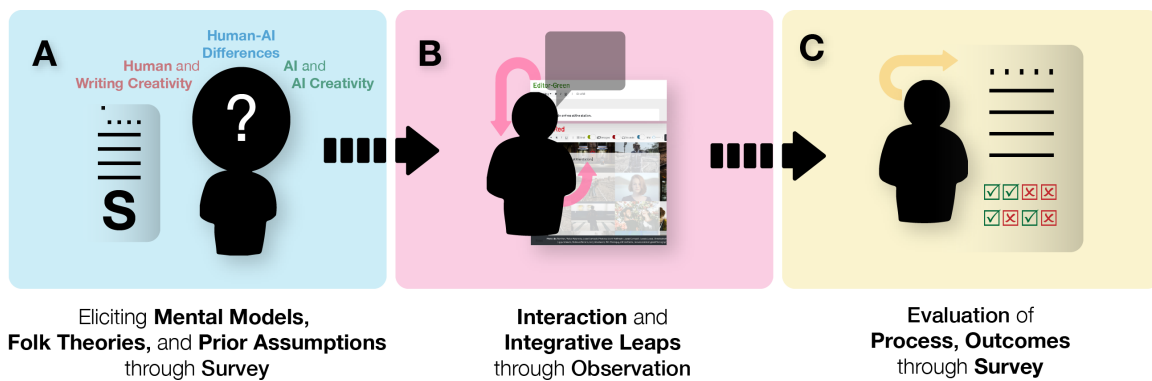 A
Human-AI
Differences
Human and
Writing Creativity
AI and
AI Creativity
?
S
B
Editor-Green
C
Eliciting Mental Models,
Folk Theories, and Prior Assumptions
through Survey
Interaction and
Integrative Leaps
through Observation
Evaluation of
Process, Outcomes
through Survey